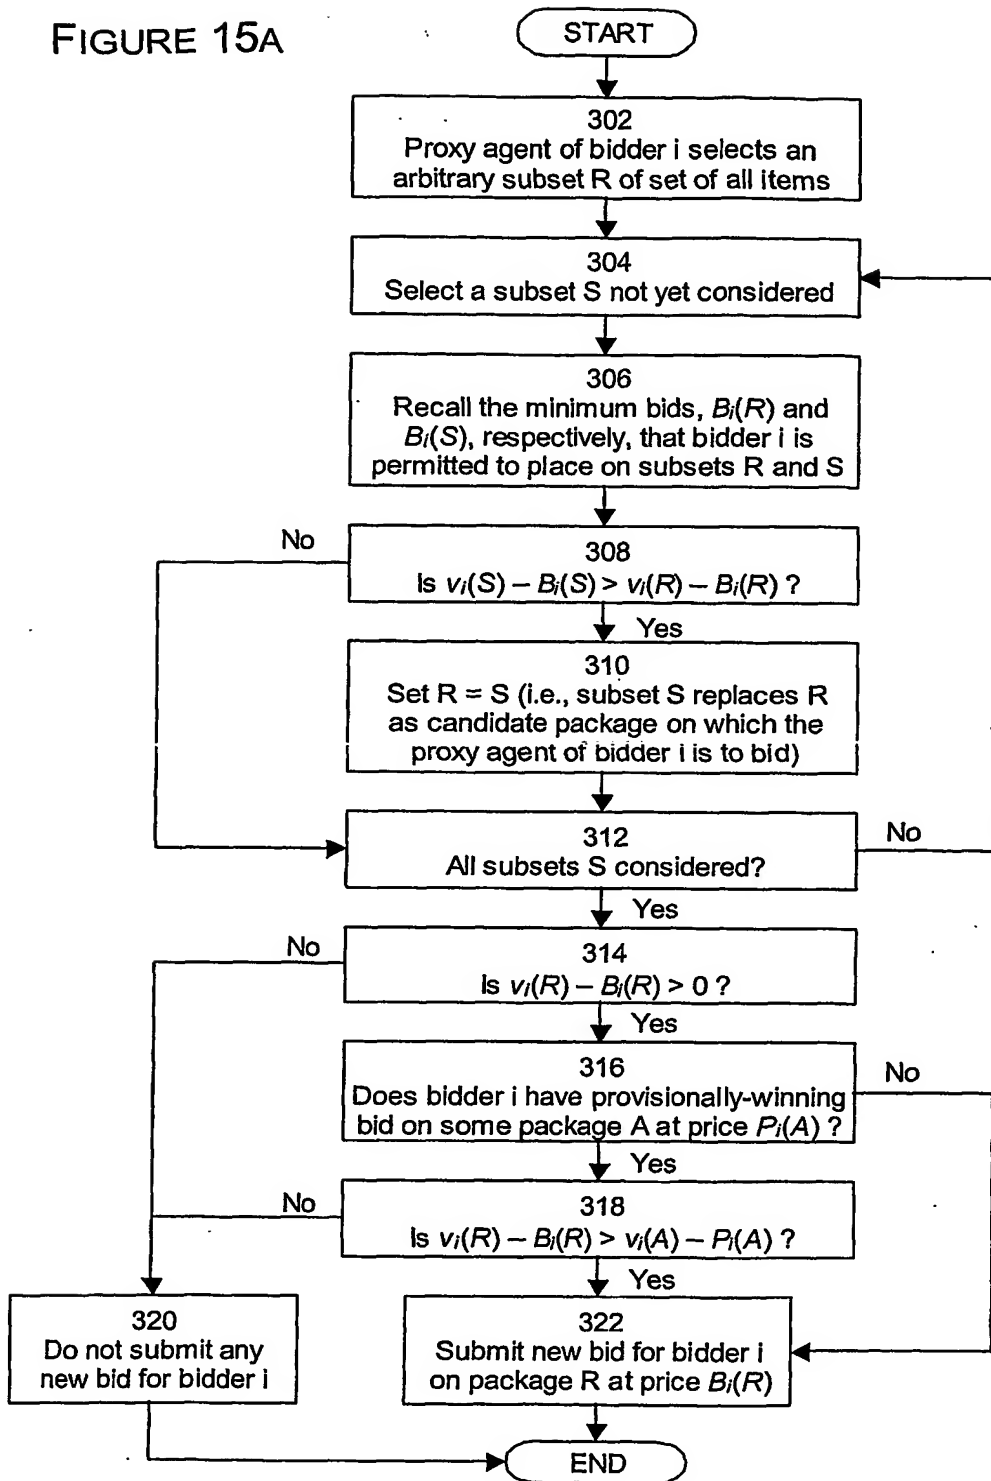 FIGURE 15A
START
302
Proxy agent of bidder i selects an
arbitrary subset R of set of all items
304
Select a subset S not yet considered
306
Recall the minimum bids, Bi(R) and
Bi(S), respectively, that bidder i is
permitted to place on subsets R and S
No
308
Is vi(S) – Bi(S) > vi(R) – Bi(R) ?
Yes
310
Set R = S (i.e., subset S replaces R
as candidate package on which the
proxy agent of bidder i is to bid)
312
All subsets S considered?
No
Yes
No
314
Is vi(R) – Bi(R) > 0 ?
Yes
316
Does bidder i have provisionally-winning
bid on some package A at price Pi(A) ?
No
Yes
No
318
Is vi(R) – Bi(R) > vi(A) – Pi(A) ?
Yes
320
Do not submit any
new bid for bidder i
322
Submit new bid for bidder i
on package R at price Bi(R)
END